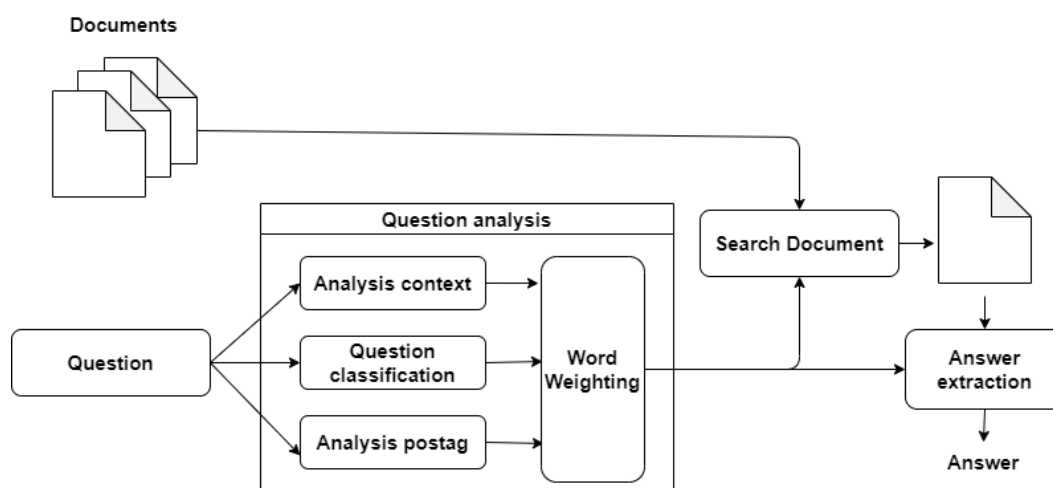 Documents
Question analysis
Search Document
Analysis context
Question
Question
classification
Word
Weighting
Answer
extraction
Analysis postag
Answer